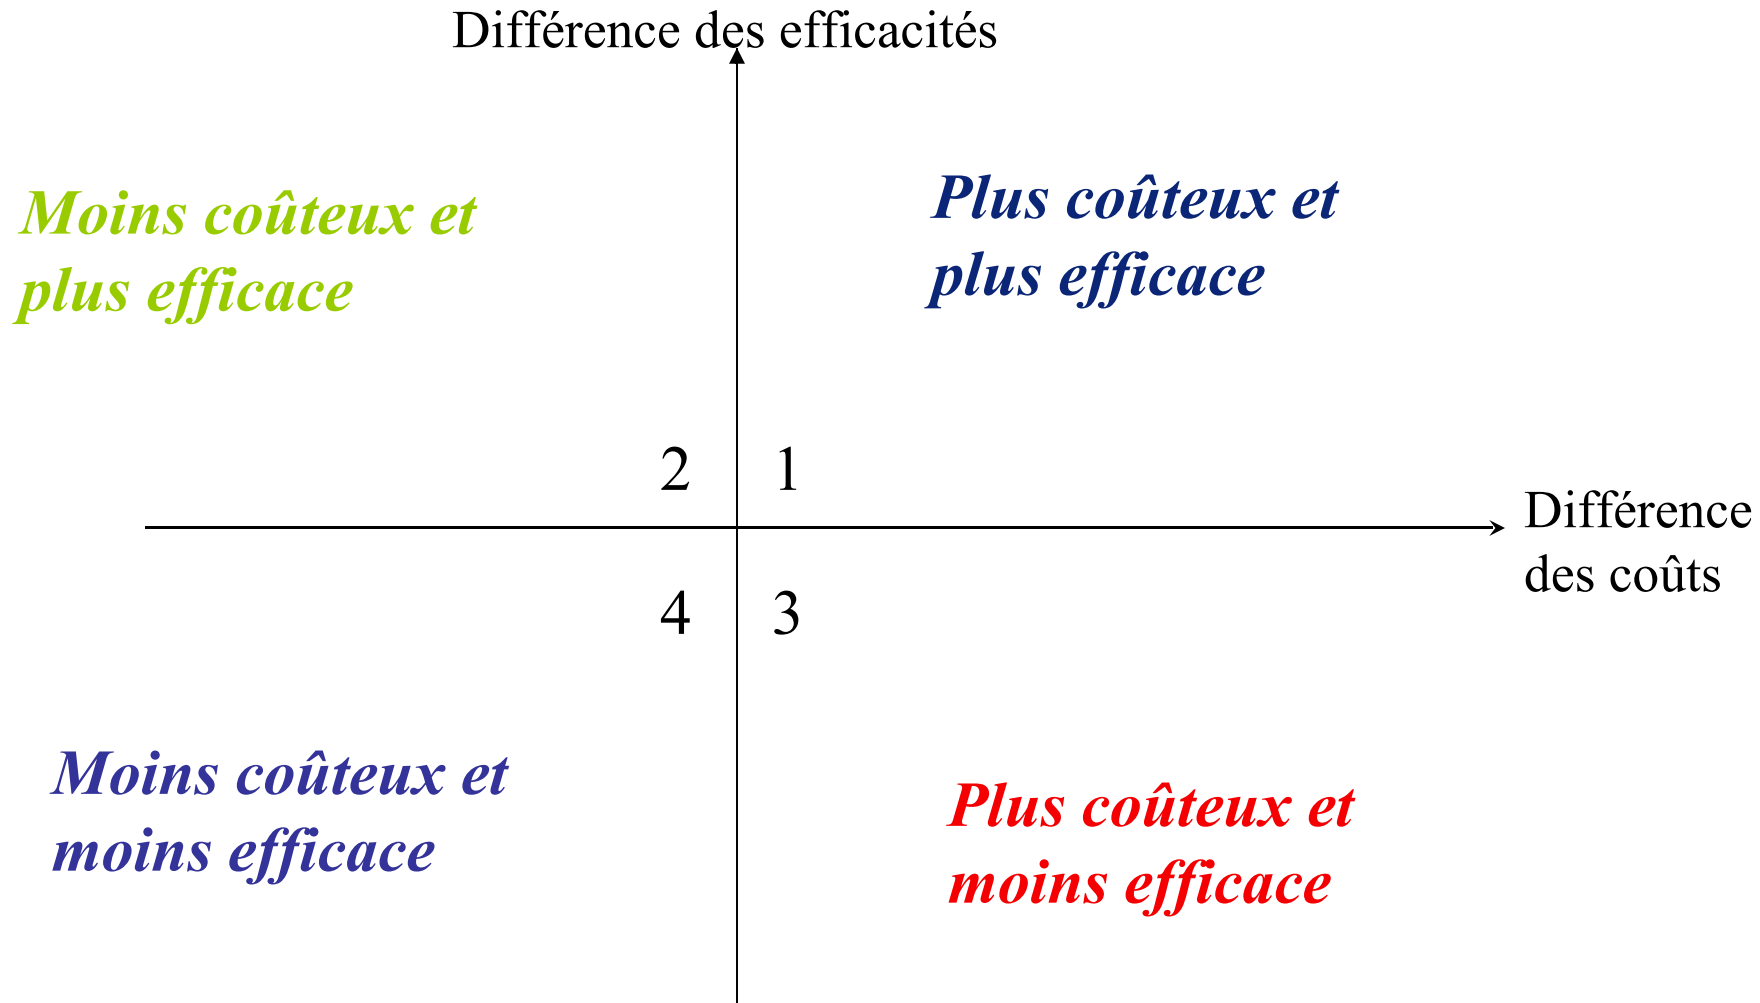 Différence des efficacités
Moins coûteux et
plus efficace
Plus coûteux et
plus efficace
2
1
Différence
des coûts
4
3
Moins coûteux et
moins efficace
Plus coûteux et
moins efficace